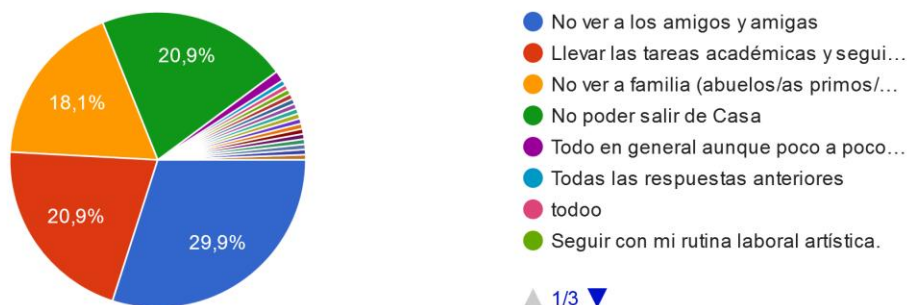 20,9%
18,1%
20,9%
29,9%
No ver a los amigos y amigas
Llevar las tareas académicas y segui…
No ver a familia (abuelos/as primos/…
No poder salir de Casa
Todo en general aunque poco a poco…
Todas las respuestas anteriores
todoo
Seguir con mi rutina laboral artística.
1/3